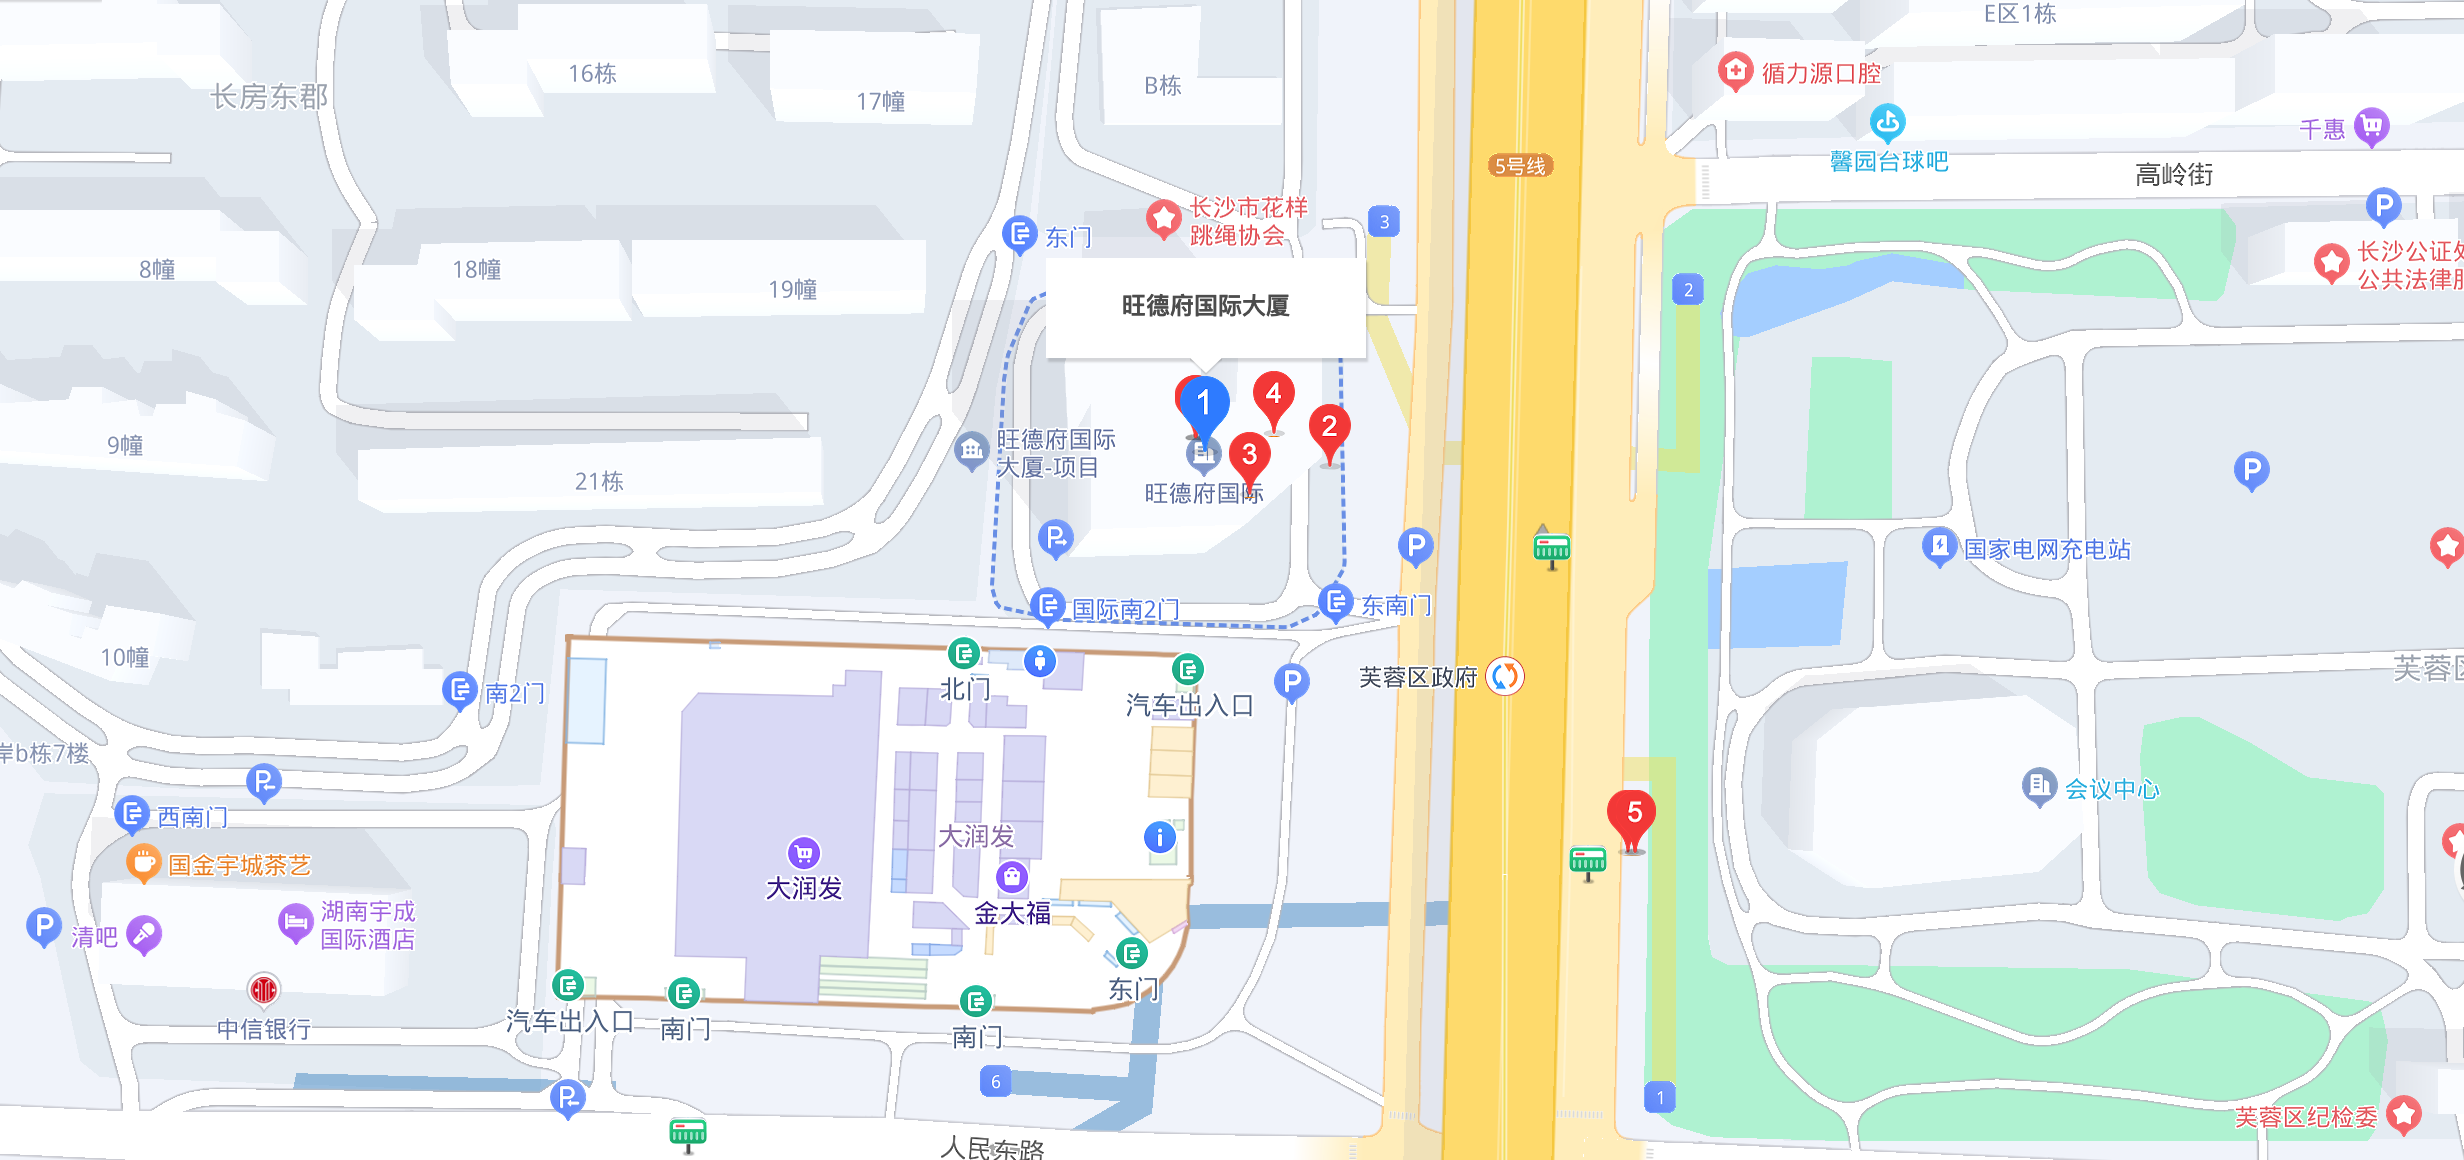 E区1栋
16栋
17幢
B栋
长房东郡
循力源口腔
馨园台球吧
千惠
高岭街
5号线
3
长沙市花样
跳绳协会
东门
P
长沙公证处
公共法律服
8幢
18幢
19幢
2
旺德府国际大厦
1
4
2
3
9幢
21栋
旺德府国际
大厦-项目
旺德府国际
P
P
P
国家电网充电站
国际南2门
东南门
10幢
南2门
北门
汽车出入口
P
芙蓉区政府
芙蓉区
岸b栋7楼
P
西南门
国金宇城茶艺
大润发
大润发
金大福
i
5
会议中心
P
清吧
湖南宇成
国际酒店
中信银行
汽车出入口
南门
南门
东门
P
6
1
芙蓉区纪检委
人民东路